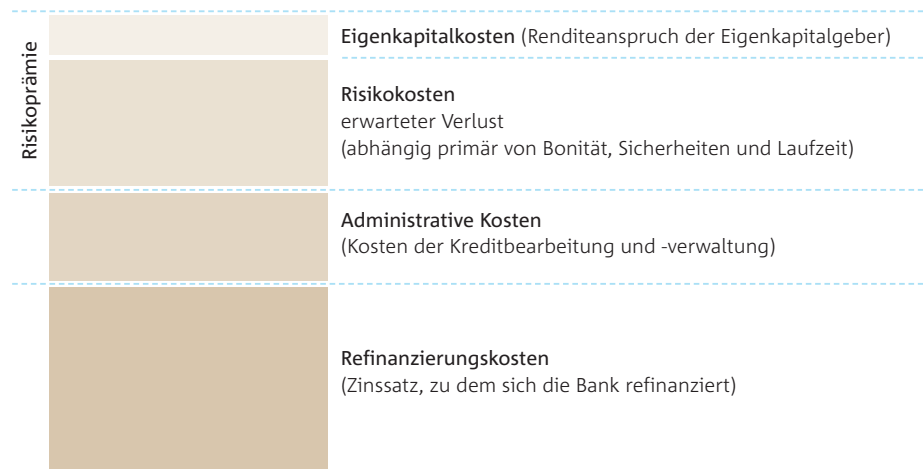 Risikoprämie
Eigenkapitalkosten (Renditeanspruch der Eigenkapitalgeber)
Risikokosten
erwarteter Verlust
(abhängig primär von Bonität, Sicherheiten und Laufzeit)
Administrative Kosten
(Kosten der Kreditbearbeitung und -verwaltung)
Refinanzierungskosten
(Zinssatz, zu dem sich die Bank refinanziert)